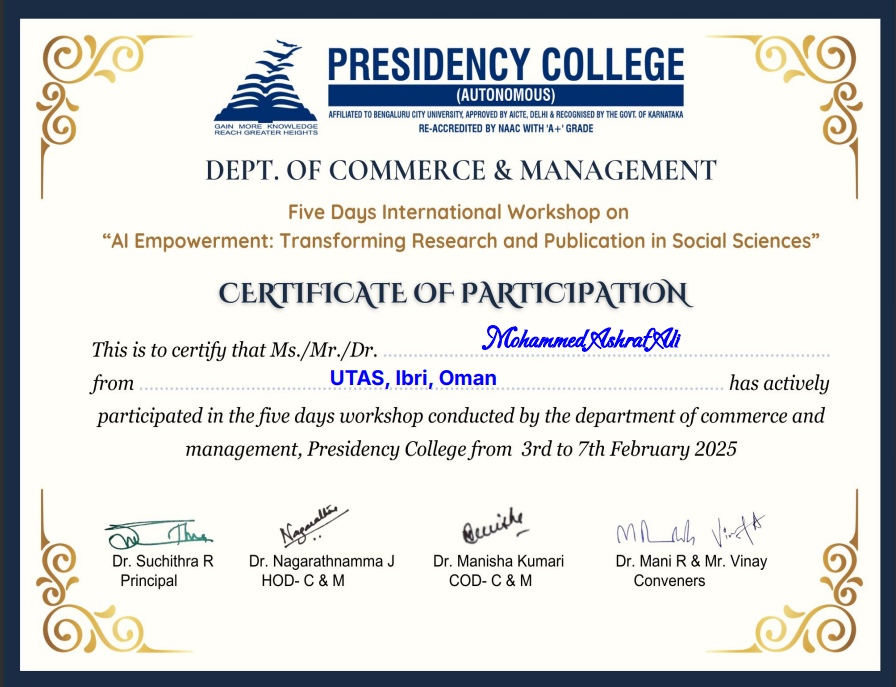 PRESIDENCY COLLEGE
(AUTONOMOUS)
AFFILIATED TO BENGALURU CITY UNIVERSITY, APPROVED BY AICTE, DELHI & RECOGNISED BY THE GOVT. OF KARNATAKA
RE-ACCREDITED BY NAAC WITH 'A+' GRADE
GAIN MORE KNOWLEDGE
REACH GREATER HEIGHTS
DEPT. OF COMMERCE & MANAGEMENT
Five Days International Workshop on
“AI Empowerment: Transforming Research and Publication in Social Sciences”
CERTIFICATE OF PARTICIPATION
This is to certify that Ms./Mr./Dr. Mohammed Ashraf Ali
from UTAS, Ibri, Oman has actively
participated in the five days workshop conducted by the department of commerce and
management, Presidency College from 3rd to 7th February 2025
Dr. Suchithra R Dr. Nagarathnamma J Dr. Manisha Kumari Dr. Mani R & Mr. Vinay
Principal HOD- C & M COD- C & M Conveners